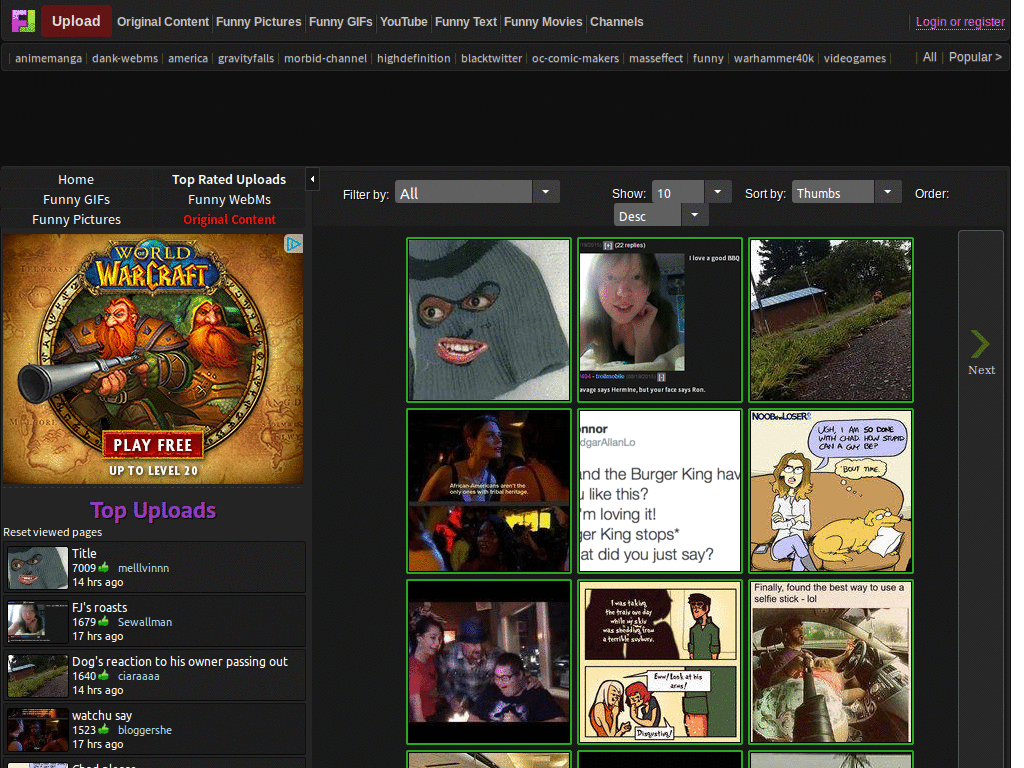 Upload
Original Content
Funny Pictures
Funny GIFs
YouTube
Funny Text
Funny Movies
Channels
Login or register
animemanga
dank-webms
america
gravityfalls
morbid-channel
highdefinition
blacktwitter
oc-comic-makers
masseffect
funny
warhammer40k
videogames
All
Popular >
Home
Top Rated Uploads
Funny GIFs
Funny WebMs
Funny Pictures
Original Content
Filter by:
All
Show:
10
Sort by:
Thumbs
Order:
Desc
WORLD
WARCRAFT
PLAY FREE
UP TO LEVEL 20
Top Uploads
Reset viewed pages
Title
7009 melllvinnn
14 hrs ago
FJ's roasts
1679 Sewallman
17 hrs ago
Dog's reaction to his owner passing out
1640 ciaraaaa
14 hrs ago
watchu say
1523 bloggershe
17 hrs ago
[+] (22 replies)
I love a good BBQ
avage says Hermine, but your face says Ron.
Next
African-Americans aren't the
only ones with tribal heritage.
nnor
dgarAllanLo
and the Burger King hav
u like this?
'm loving it!
ger King stops*
at did you just say?
NOOB the LOSER
UGH, I AM SO DONE
WITH CHAD. HOW STUPID
CAN A GUY BE?
'BOUT TIME.
I was taking
the train one day
while my skin
was shedding from
a terrible sunburn.
Eww! Look at his
arms!
Disgusting!
Finally, found the best way to use a
selfie stick - lol